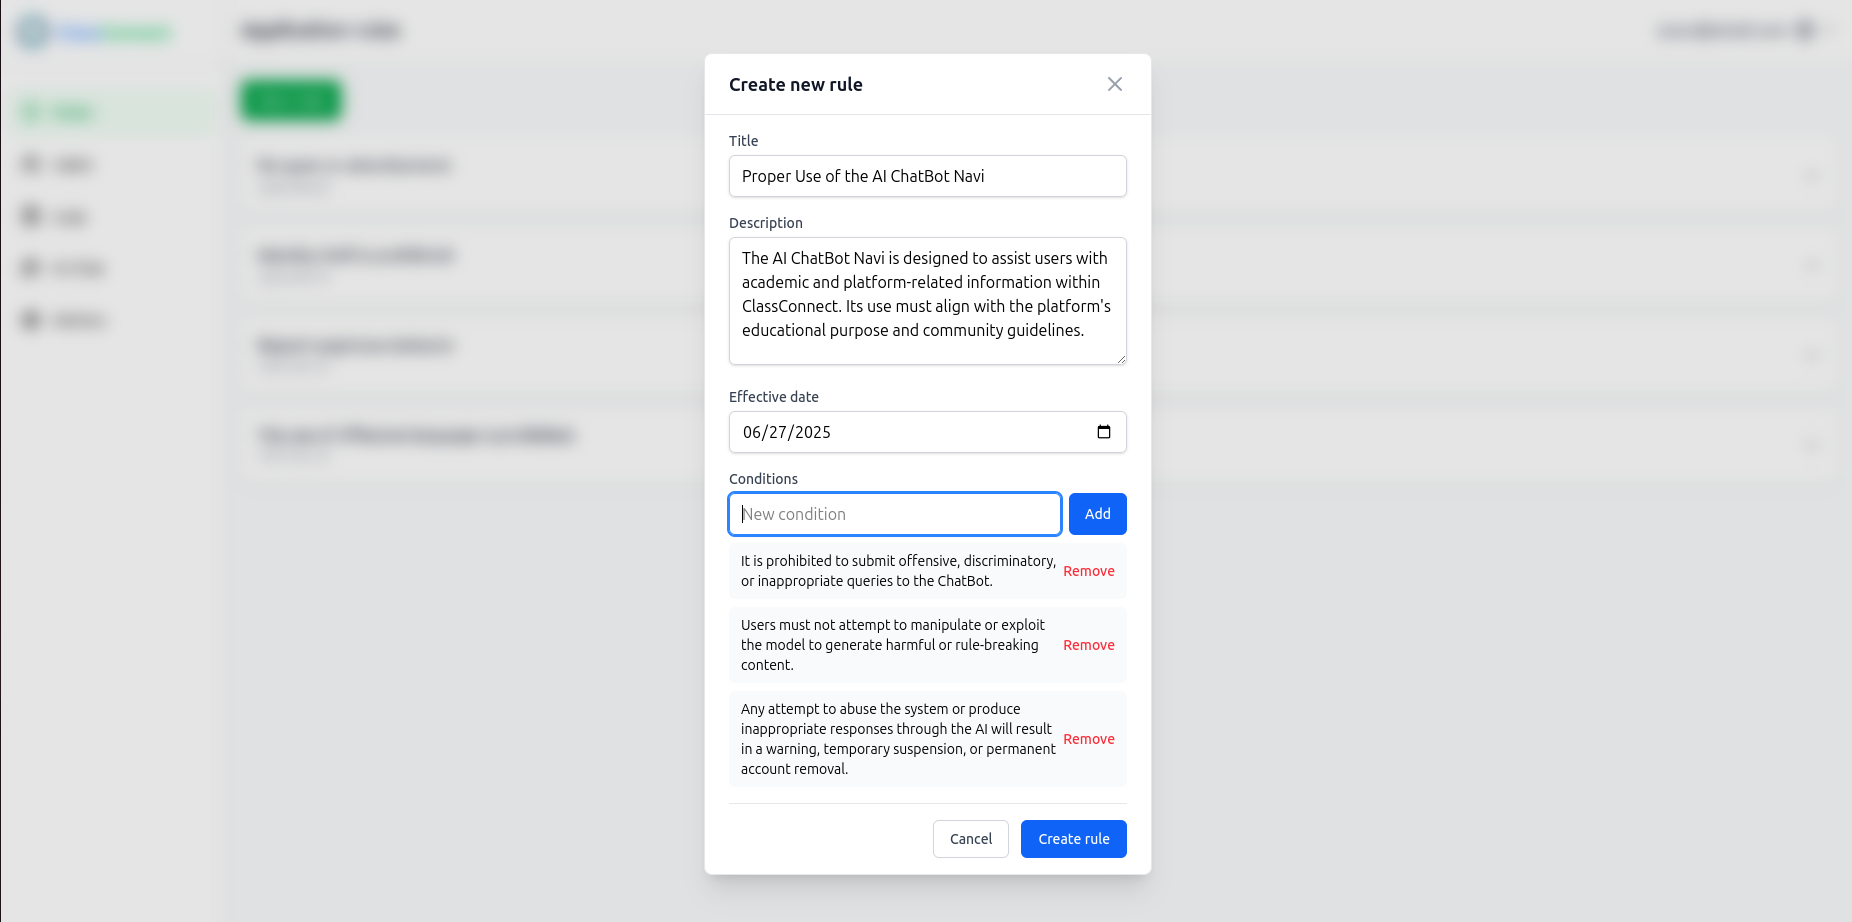 Create new rule
Title
Proper Use of the AI ChatBot Navi
Description
The AI ChatBot Navi is designed to assist users with
academic and platform-related information within
ClassConnect. Its use must align with the platform's
educational purpose and community guidelines.
Effective date
06/27/2025
Conditions
New condition
Add
It is prohibited to submit offensive, discriminatory,
or inappropriate queries to the ChatBot.
Remove
Users must not attempt to manipulate or exploit
the model to generate harmful or rule-breaking
content.
Remove
Any attempt to abuse the system or produce
inappropriate responses through the AI will result
in a warning, temporary suspension, or permanent
account removal.
Remove
Cancel
Create rule